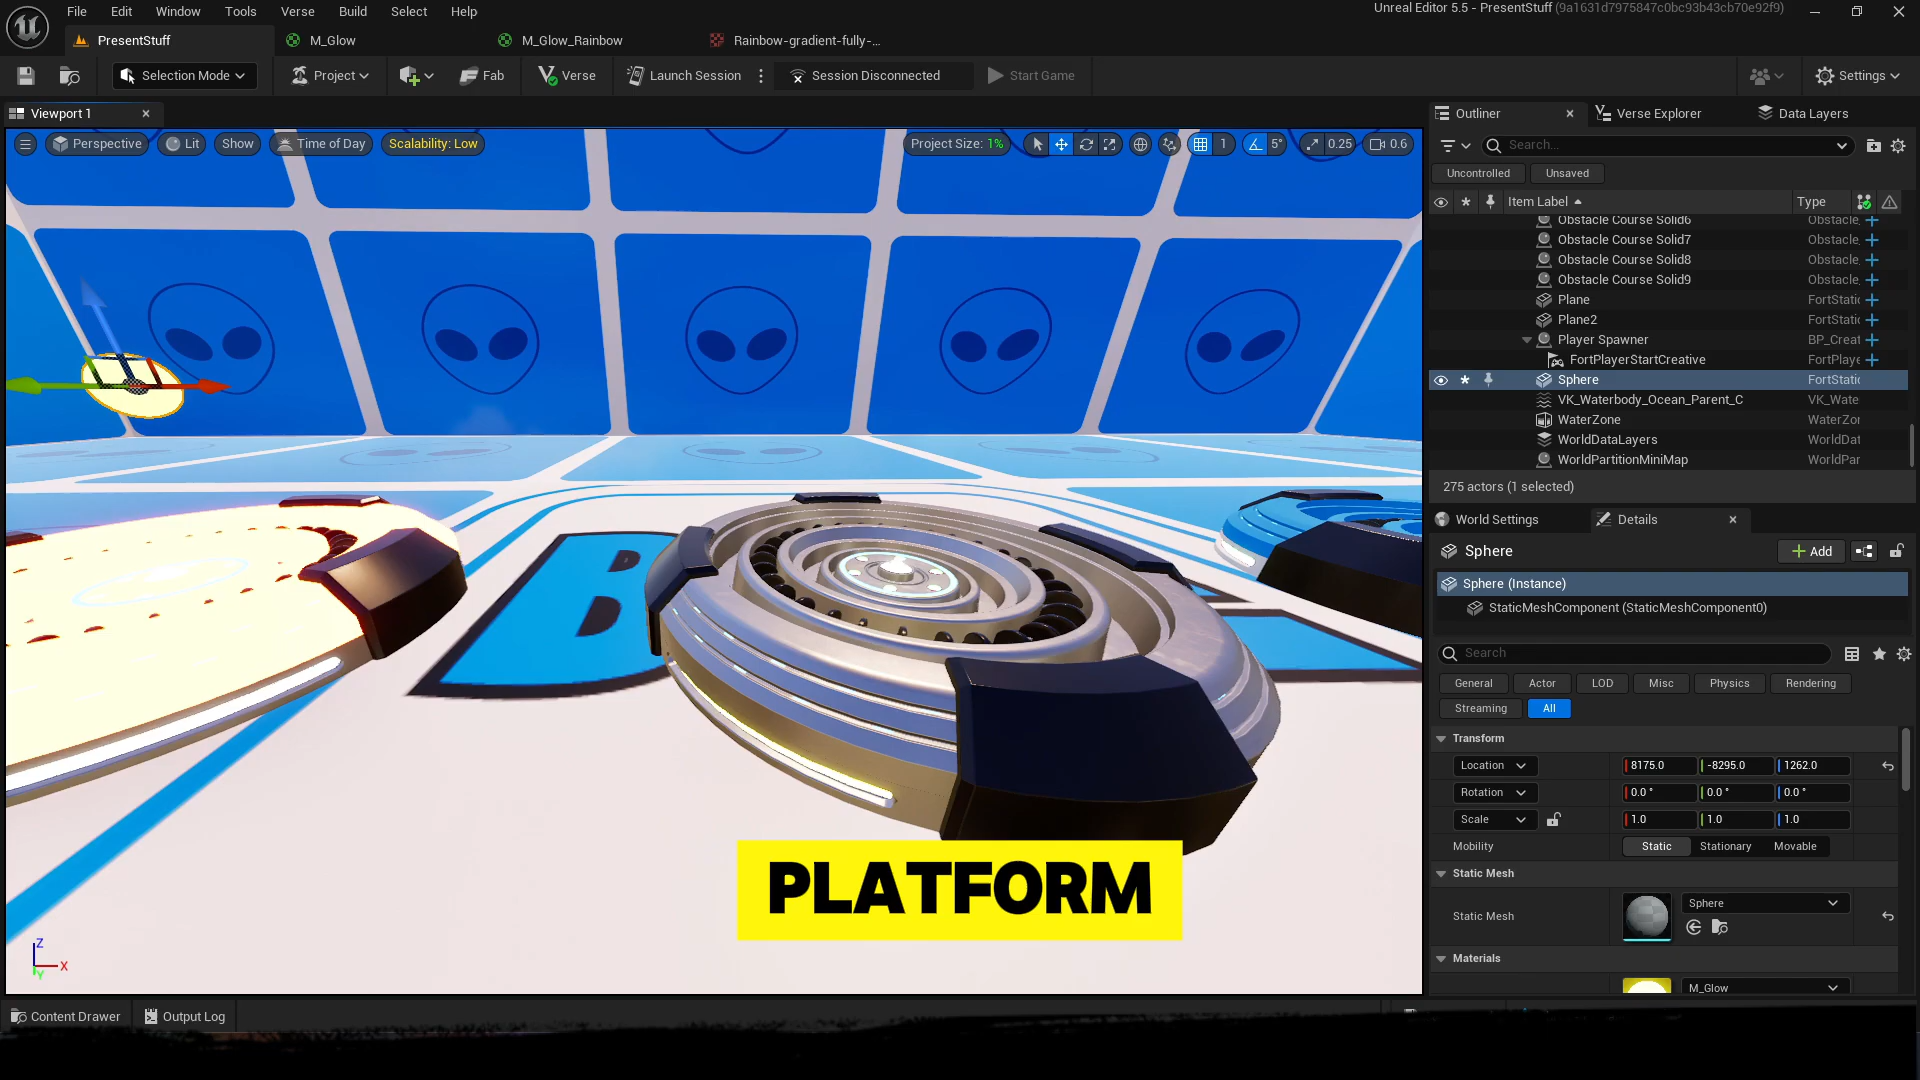 File Edit Window Tools Verse Build Select Help
Unreal Editor 5.5 - PresentStuff (9a1631d7975847c0bc93b43cb70e92f9)
PresentStuff
M_Glow
M_Glow_Rainbow
Rainbow-gradient-fully-...
Selection Mode
Project
Fab
Verse
Launch Session
Session Disconnected
Start Game
Settings
Viewport 1
Perspective
Lit
Show
Time of Day
Scalability: Low
Project Size: 1%
1
5°
0.25
0.6
B
PLATFORM
Z
X
Y
Outliner
Verse Explorer
Data Layers
Search...
Uncontrolled
Unsaved
Item Label
Type
Obstacle Course Solid6 Obstacle
Obstacle Course Solid7 Obstacle
Obstacle Course Solid8 Obstacle
Obstacle Course Solid9 Obstacle
Plane FortStatic
Plane2 FortStatic
Player Spawner BP_Creat
FortPlayerStartCreative FortPlaye
Sphere FortStatic
VK_Waterbody_Ocean_Parent_C VK_Wate
WaterZone WaterZon
WorldDataLayers WorldDat
WorldPartitionMiniMap WorldPar
275 actors (1 selected)
World Settings
Details
Sphere
Add
Sphere (Instance)
StaticMeshComponent (StaticMeshComponent0)
Search
General Actor LOD Misc Physics Rendering
Streaming All
Transform
Location 8175.0 -8295.0 1262.0
Rotation 0.0 ° 0.0 ° 0.0 °
Scale 1.0 1.0 1.0
Mobility Static Stationary Movable
Static Mesh
Static Mesh Sphere
Materials
M_Glow
Content Drawer
Output Log